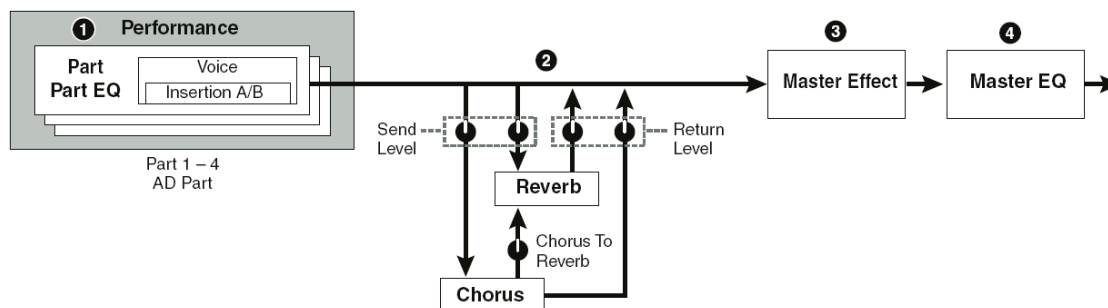 1 Performance
Part
Part EQ
Voice
Insertion A/B
Part 1 – 4
AD Part
2
Send
Level
Return
Level
Reverb
Chorus To
Reverb
Chorus
3
Master Effect
4
Master EQ